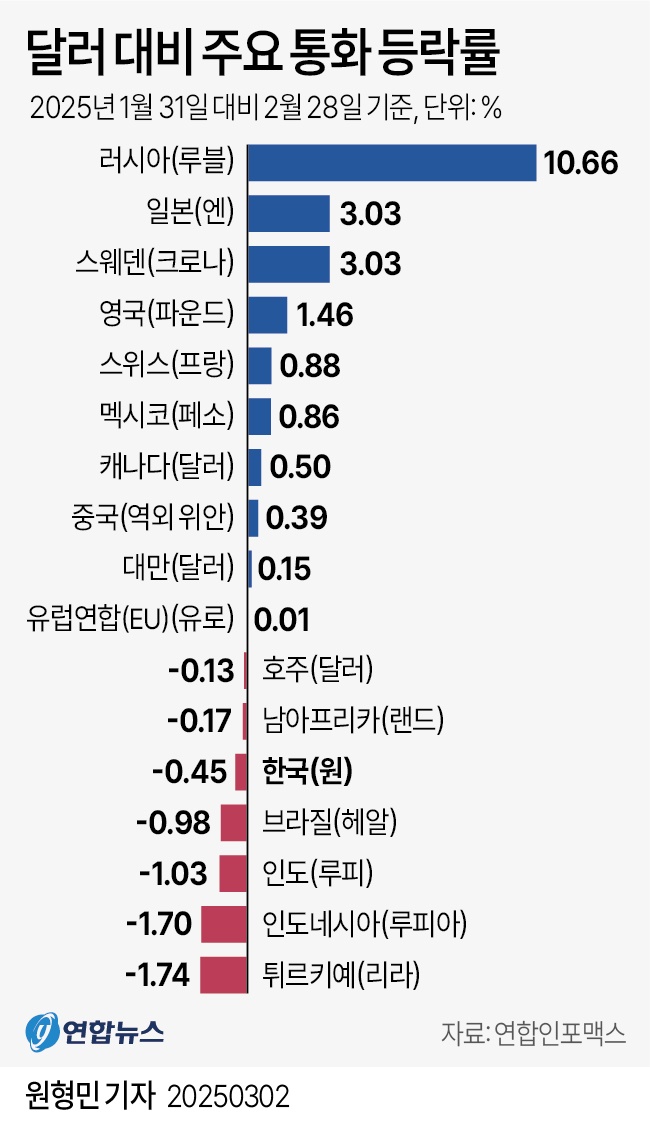 달러 대비 주요 통화 등락률
2025년 1월 31일 대비 2월 28일 기준, 단위: %
러시아(루블) 10.66
일본(엔) 3.03
스웨덴(크로나) 3.03
영국(파운드) 1.46
스위스(프랑) 0.88
멕시코(페소) 0.86
캐나다(달러) 0.50
중국(역외 위안) 0.39
대만(달러) 0.15
유럽연합(EU)(유로) 0.01
-0.13 호주(달러)
-0.17 남아프리카(랜드)
-0.45 한국(원)
-0.98 브라질(헤알)
-1.03 인도(루피)
-1.70 인도네시아(루피아)
-1.74 튀르키예(리라)
연합뉴스 자료: 연합인포맥스
원형민 기자 20250302